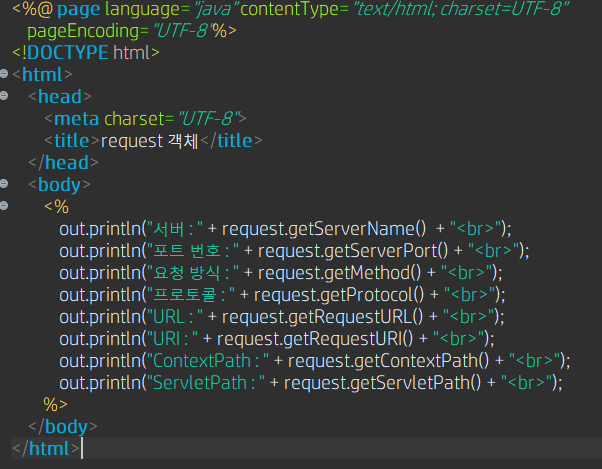 <%@ page language="java" contentType="text/html; charset=UTF-8"
pageEncoding="UTF-8"%>
<!DOCTYPE html>
<html>
<head>
<meta charset="UTF-8">
<title>request 객체</title>
</head>
<body>
<%
out.println("서버 : " + request.getServerName()  + "<br>");
out.println("포트 번호 : " + request.getServerPort() + "<br>");
out.println("요청 방식 : " + request.getMethod() + "<br>");
out.println("프로토콜 : " + request.getProtocol() + "<br>");
out.println("URL : " + request.getRequestURL() + "<br>");
out.println("URI : " + request.getRequestURI() + "<br>");
out.println("ContextPath : " + request.getContextPath() + "<br>");
out.println("ServletPath : " + request.getServletPath() + "<br>");
%>
</body>
</html>